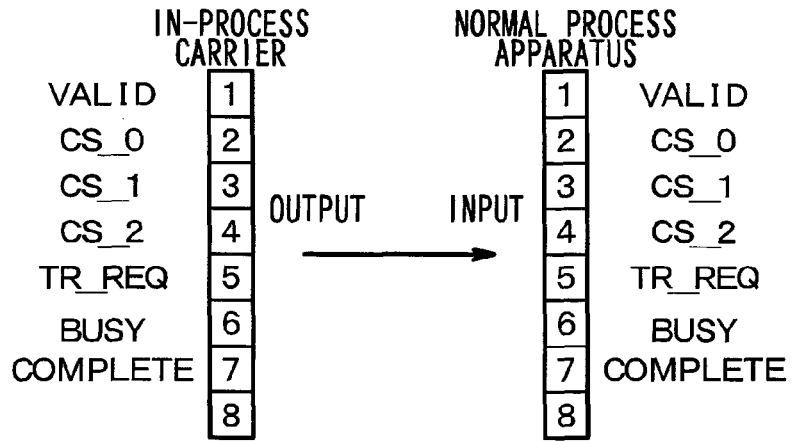 IN-PROCESS CARRIER
NORMAL PROCESS APPARATUS
VALID 1 1 VALID
CS_0 2 2 CS_0
CS_1 3 3 CS_1
OUTPUT INPUT
CS_2 4 4 CS_2
TR_REQ 5 5 TR_REQ
BUSY 6 6 BUSY
COMPLETE 7 7 COMPLETE
8 8